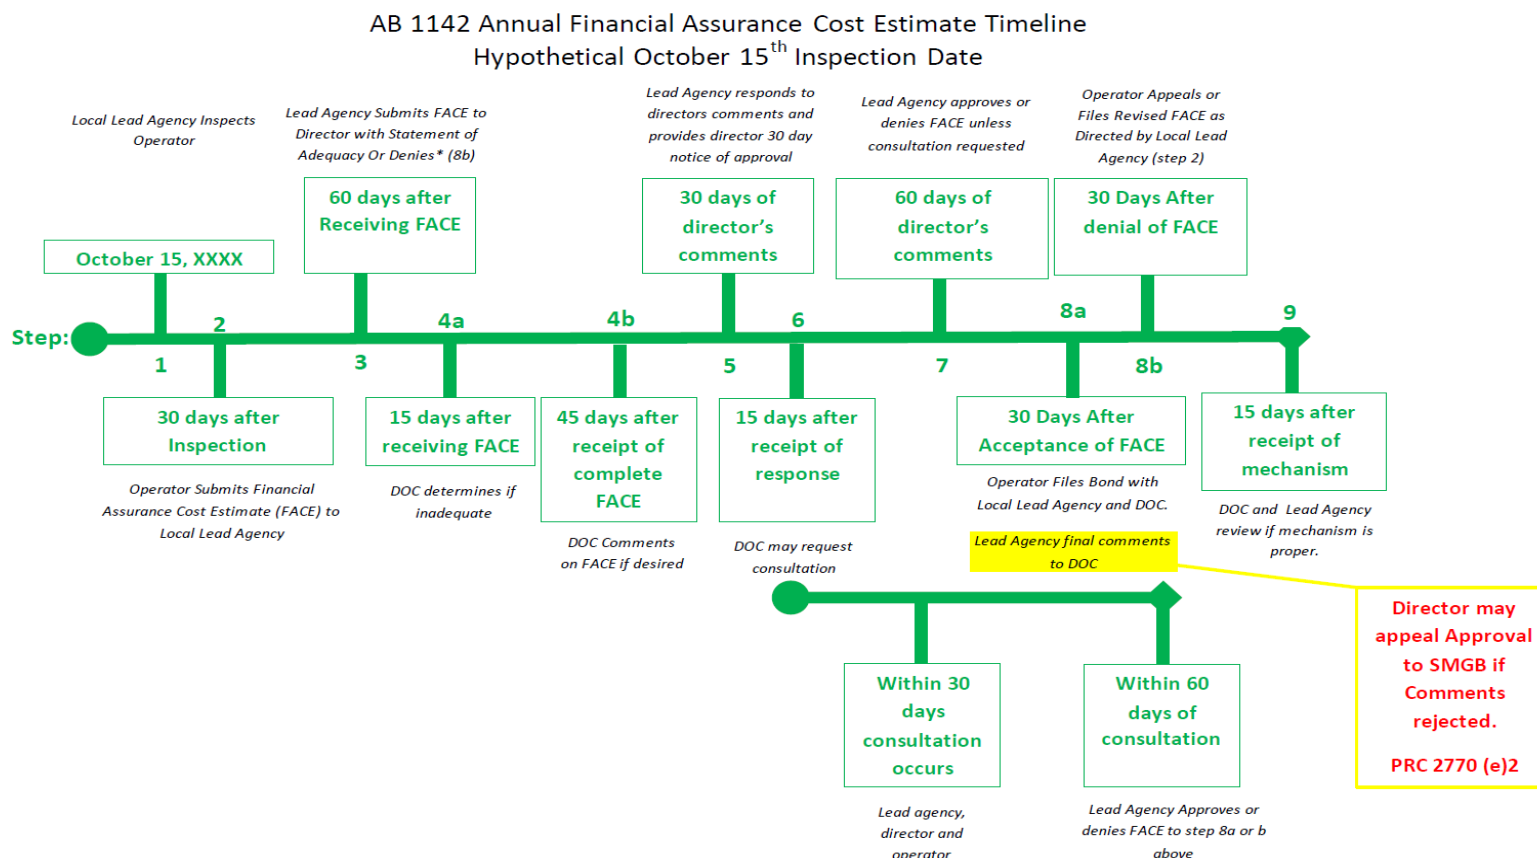 AB 1142 Annual Financial Assurance Cost Estimate Timeline
Hypothetical October 15th Inspection Date
Local Lead Agency Inspects
Operator
Lead Agency Submits FACE to
Director with Statement of
Adequacy Or Denies* (8b)
Lead Agency responds to
directors comments and
provides director 30 day
notice of approval
Lead Agency approves or
denies FACE unless
consultation requested
Operator Appeals or
Files Revised FACE as
Directed by Local Lead
Agency (step 2)
October 15, XXXX
60 days after
Receiving FACE
30 days of
director’s
comments
60 days of
director’s
comments
30 Days After
denial of FACE
Step:
1
2
3
4a
4b
5
6
7
8a
8b
9
30 days after
Inspection
Operator Submits Financial
Assurance Cost Estimate (FACE) to
Local Lead Agency
15 days after
receiving FACE
DOC determines if
inadequate
45 days after
receipt of
complete
FACE
DOC Comments
on FACE if desired
15 days after
receipt of
response
DOC may request
consultation
30 Days After
Acceptance of FACE
Operator Files Bond with
Local Lead Agency and DOC.
Lead Agency final comments
to DOC
15 days after
receipt of
mechanism
DOC and  Lead Agency
review if mechanism is
proper.
Within 30
days
consultation
occurs
Lead agency,
director and
operator
Within 60
days of
consultation
Lead Agency Approves or
denies FACE to step 8a or b
above
Director may
appeal Approval
to SMGB if
Comments
rejected.
PRC 2770 (e)2